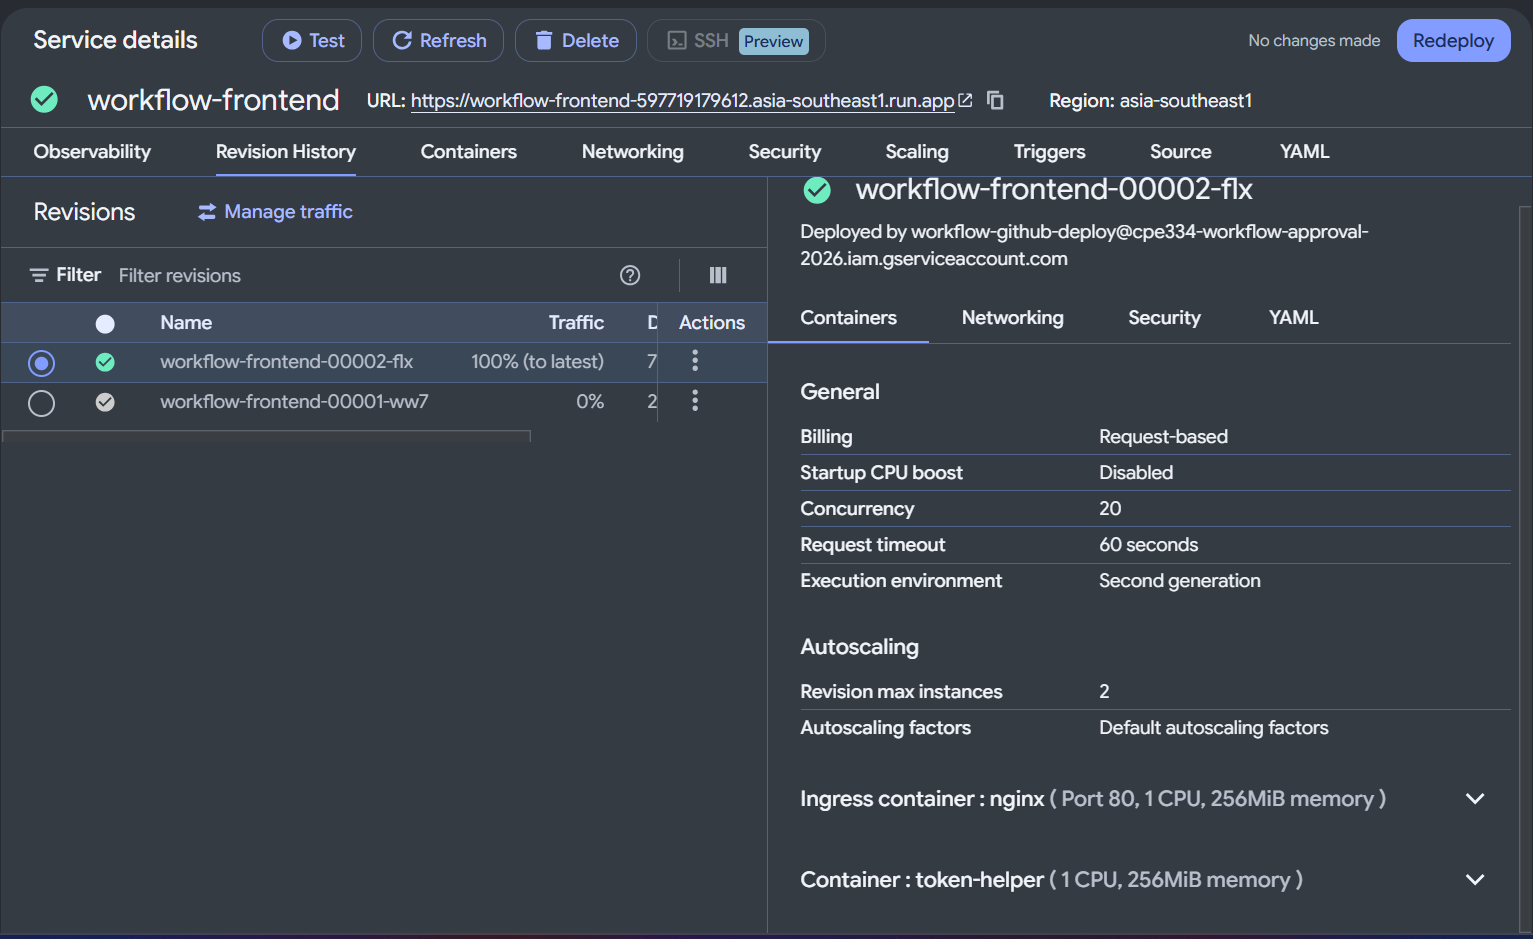 Service details
Test
Refresh
Delete
SSH
Preview
No changes made
Redeploy
workflow-frontend
URL: https://workflow-frontend-597719179612.asia-southeast1.run.app
Region: asia-southeast1
Observability
Revision History
Containers
Networking
Security
Scaling
Triggers
Source
YAML
Revisions
Manage traffic
Filter
Filter revisions
Name
Traffic
D
Actions
workflow-frontend-00002-flx
100% (to latest)
7
workflow-frontend-00001-ww7
0%
2
workflow-frontend-00002-flx
Deployed by workflow-github-deploy@cpe334-workflow-approval-
2026.iam.gserviceaccount.com
Containers
Networking
Security
YAML
General
Billing
Request-based
Startup CPU boost
Disabled
Concurrency
20
Request timeout
60 seconds
Execution environment
Second generation
Autoscaling
Revision max instances
2
Autoscaling factors
Default autoscaling factors
Ingress container : nginx ( Port 80, 1 CPU, 256MiB memory )
Container : token-helper ( 1 CPU, 256MiB memory )